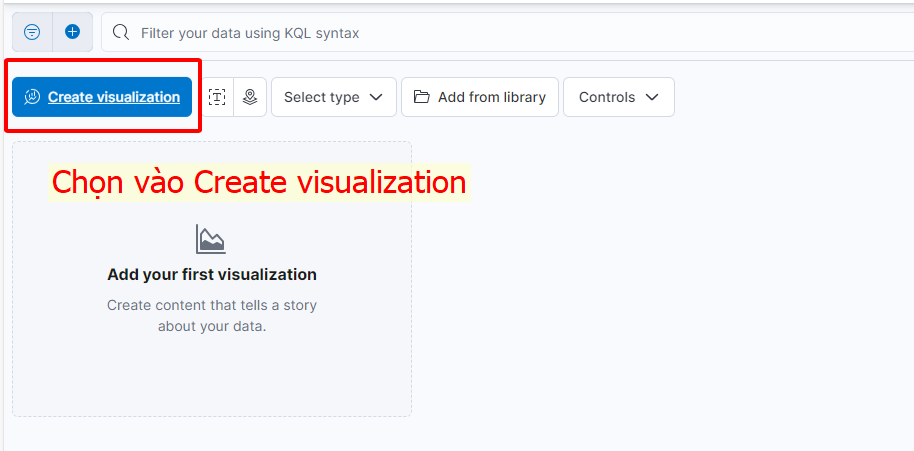 Filter your data using KQL syntax
Create visualization
T
Select type
Add from library
Controls
Chọn vào Create visualization
Add your first visualization
Create content that tells a story
about your data.